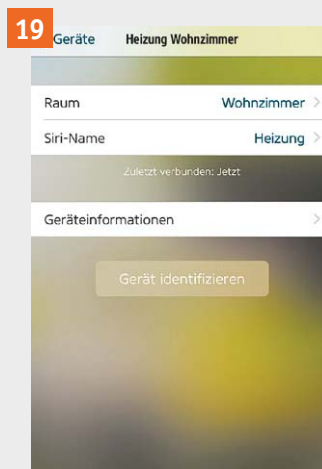 19
Geräte Heizung Wohnzimmer
Raum Wohnzimmer
Siri-Name Heizung
Zuletzt verbunden: Jetzt
Geräteinformationen
Gerät identifizieren